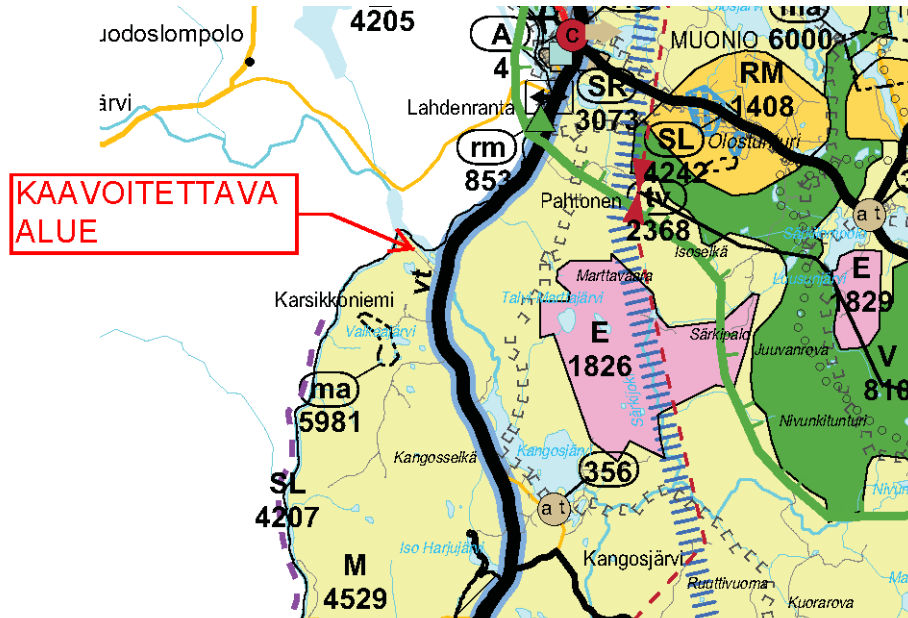 4205
uodoslompolo
ärvi
A
4
C
Olosjärvi
MUONIO
6000
RM
1408
Lahdenranta
SR
3073
rm
853
SL
4242
Olostunturi
Pahtonen
tv
2368
Isoselkä
a t
KAAVOITETTAVA
ALUE
vt
Karsikkoniemi
Valkeajärvi
Marttavaara
E
1826
Särkijoki
Särkipalo
E
1829
Juuvanrova
V
Nivunkitunturi
ma
5981
Kangosselkä
Kangosjärvi
356
a t
SL
4207
Iso Harjujärvi
Kangosjärvi
M
4529
Ruuttivuoma
Kuorarova